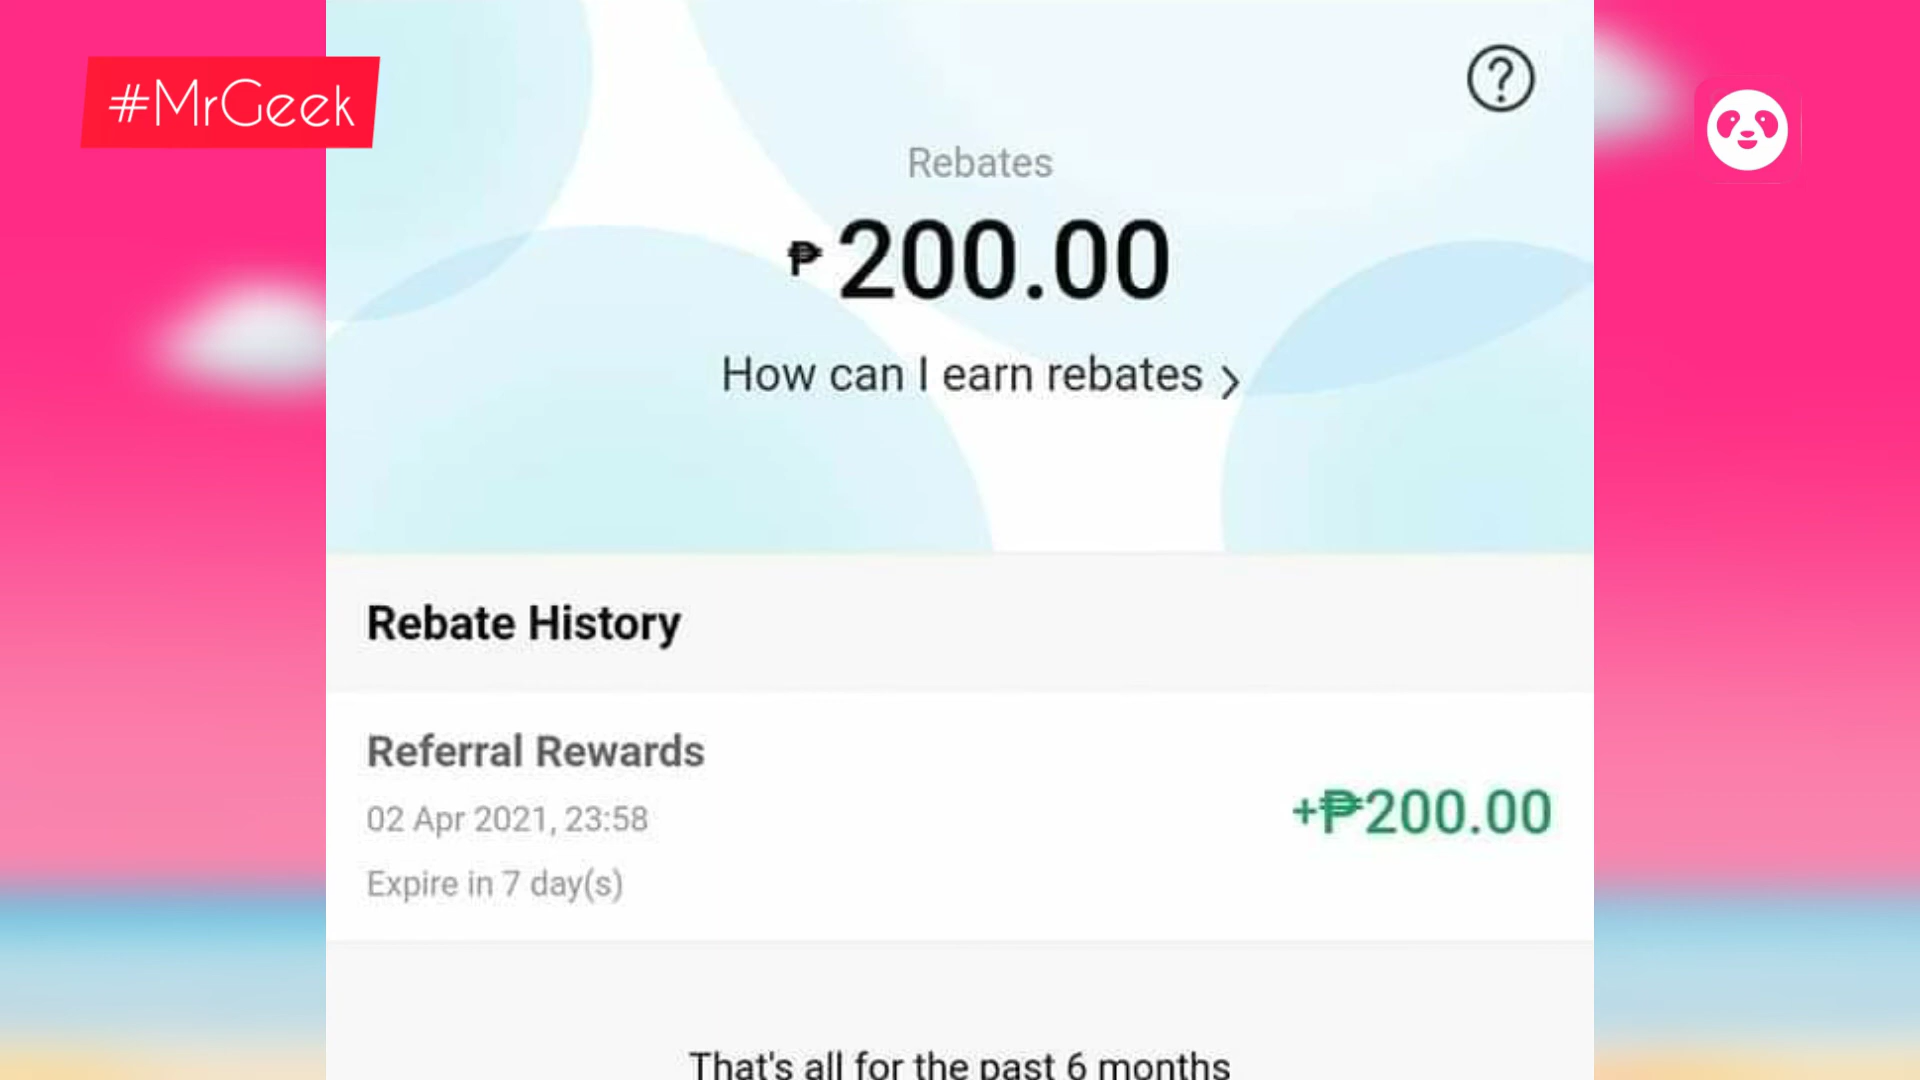 #MrGeek
Rebates
₱ 200.00
How can I earn rebates >
Rebate History
Referral Rewards
02 Apr 2021, 23:58
+₱200.00
Expire in 7 day(s)
That's all for the past 6 months